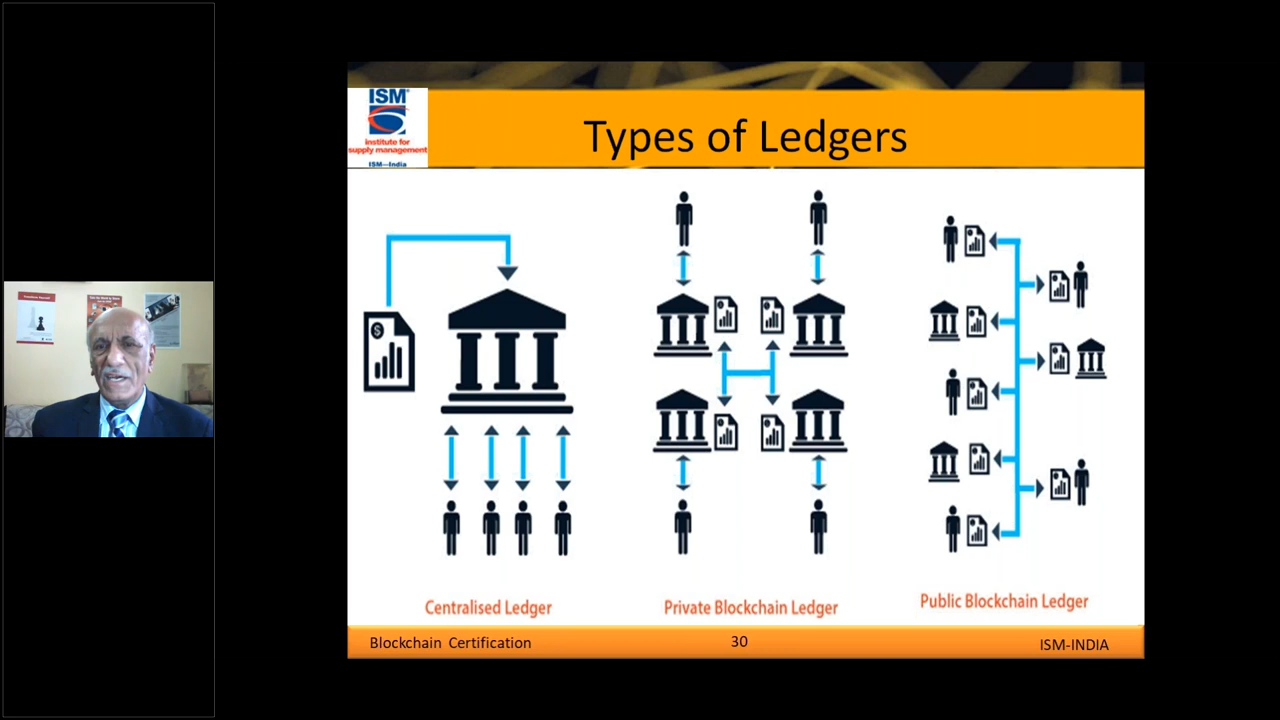 ISM
institute for
supply management
ISM—India
Types of Ledgers
$
Centralised Ledger
Private Blockchain Ledger
Public Blockchain Ledger
Blockchain Certification
30
ISM-INDIA